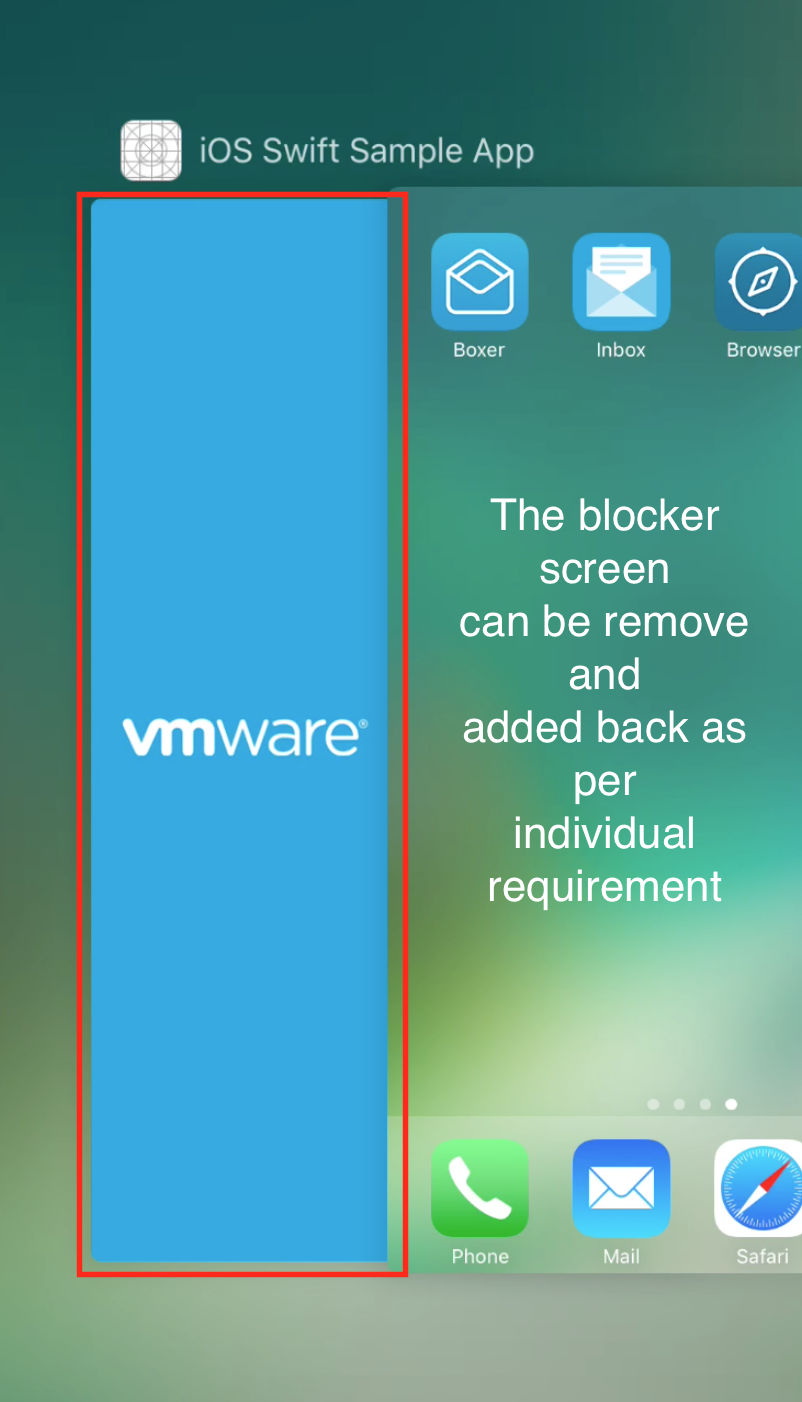 iOS Swift Sample App
Boxer
Inbox
Browser
The blocker
screen
can be remove
and
added back as
per
individual
requirement
vmware®
Phone
Mail
Safari